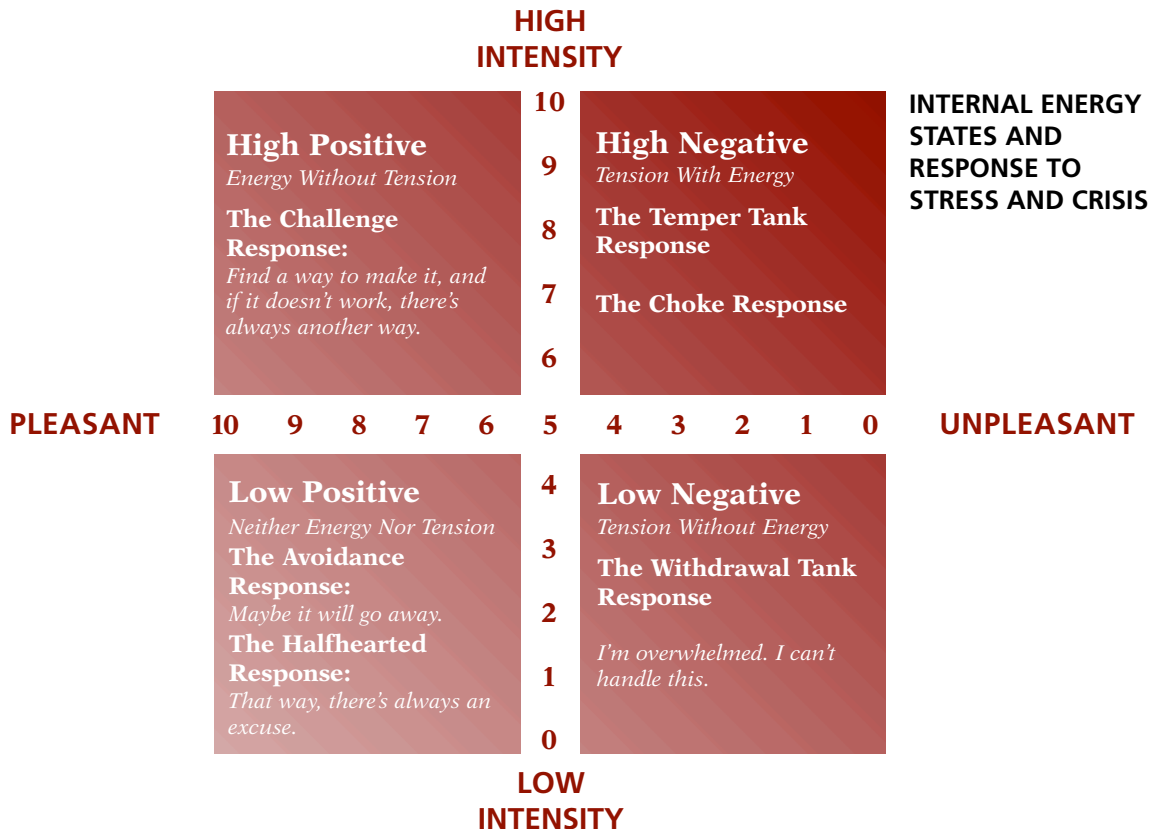 HIGH
INTENSITY
INTERNAL ENERGY
STATES AND
RESPONSE TO
STRESS AND CRISIS
High Positive
Energy Without Tension
The Challenge
Response:
Find a way to make it, and
if it doesn't work, there's
always another way.
10
9
8
7
6
High Negative
Tension With Energy
The Temper Tank
Response
The Choke Response
PLEASANT 10 9 8 7 6 5 4 3 2 1 0 UNPLEASANT
Low Positive
Neither Energy Nor Tension
The Avoidance
Response:
Maybe it will go away.
The Halfhearted
Response:
That way, there's always an
excuse.
4
3
2
1
0
Low Negative
Tension Without Energy
The Withdrawal Tank
Response
I'm overwhelmed. I can't
handle this.
LOW
INTENSITY